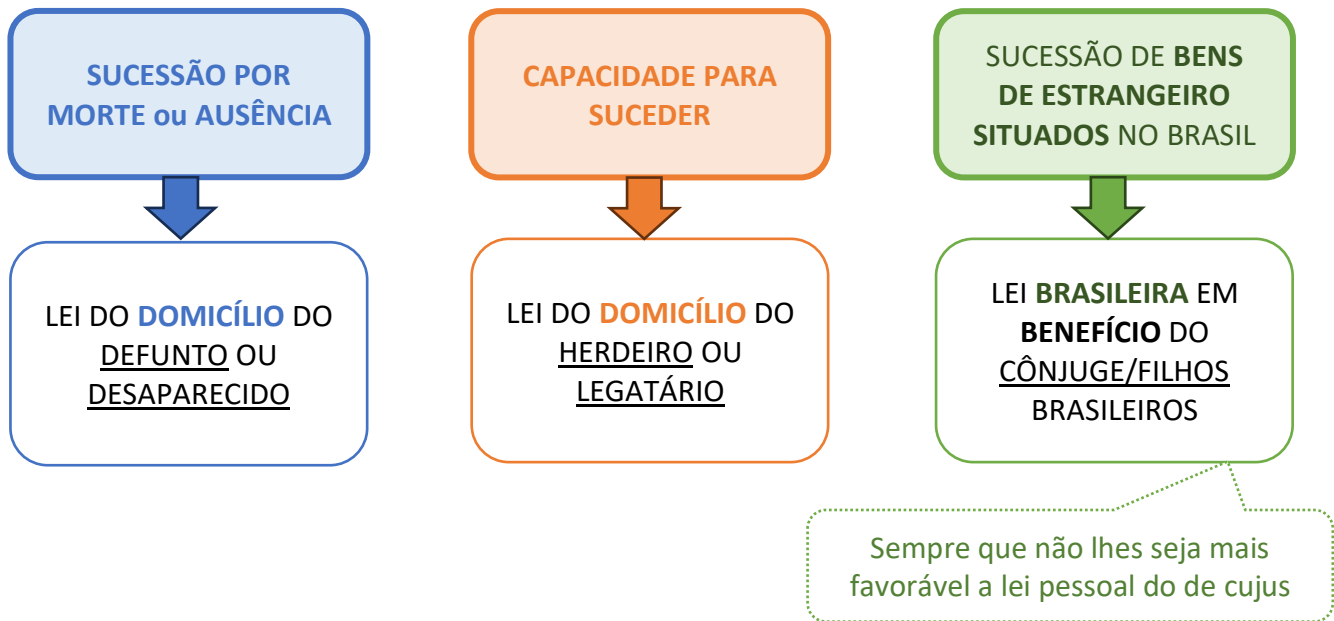 SUCESSÃO POR
MORTE ou AUSÊNCIA
LEI DO DOMICÍLIO DO
DEFUNTO OU
DESAPARECIDO
CAPACIDADE PARA
SUCEDER
LEI DO DOMICÍLIO DO
HERDEIRO OU
LEGATÁRIO
SUCESSÃO DE BENS
DE ESTRANGEIRO
SITUADOS NO BRASIL
LEI BRASILEIRA EM
BENEFÍCIO DO
CÔNJUGE/FILHOS
BRASILEIROS
Sempre que não lhes seja mais
favorável a lei pessoal do de cujus